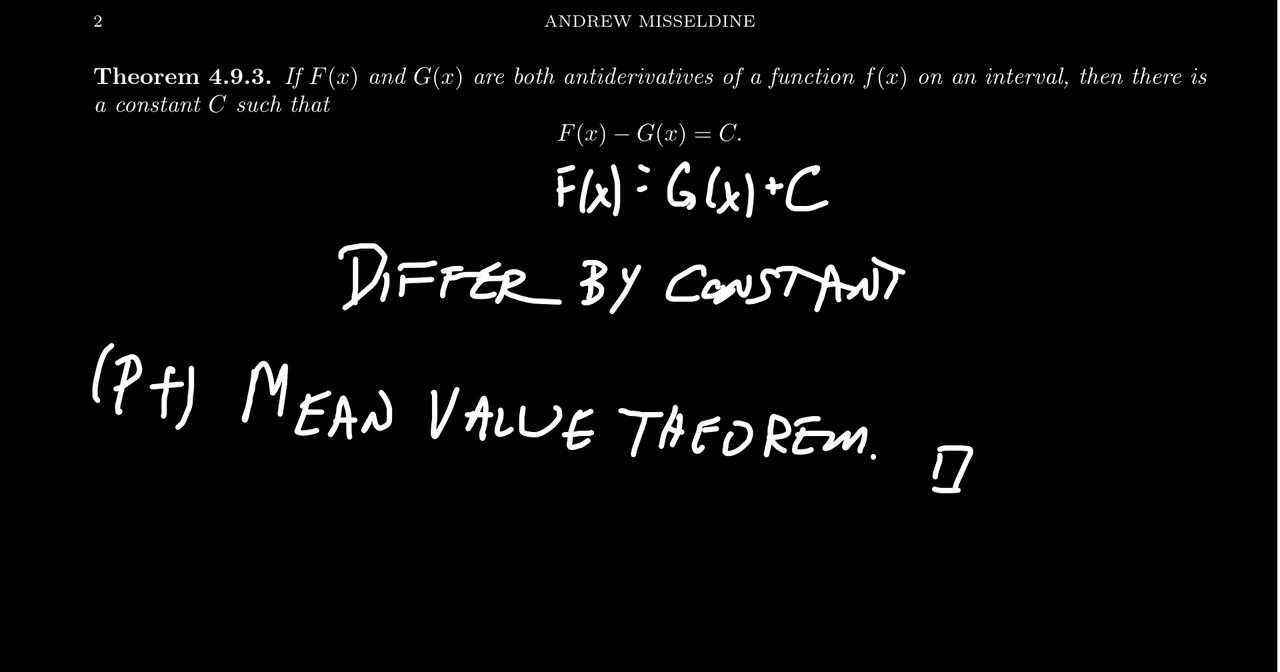 2 ANDREW MISSELDINE
Theorem 4.9.3. If F(x) and G(x) are both antiderivatives of a function f(x) on an interval, then there is
a constant C such that
F(x) − G(x) = C.
F(x) = G(x) + C
DIFFER BY CONSTANT
(Pf) MEAN VALUE THEOREM. □